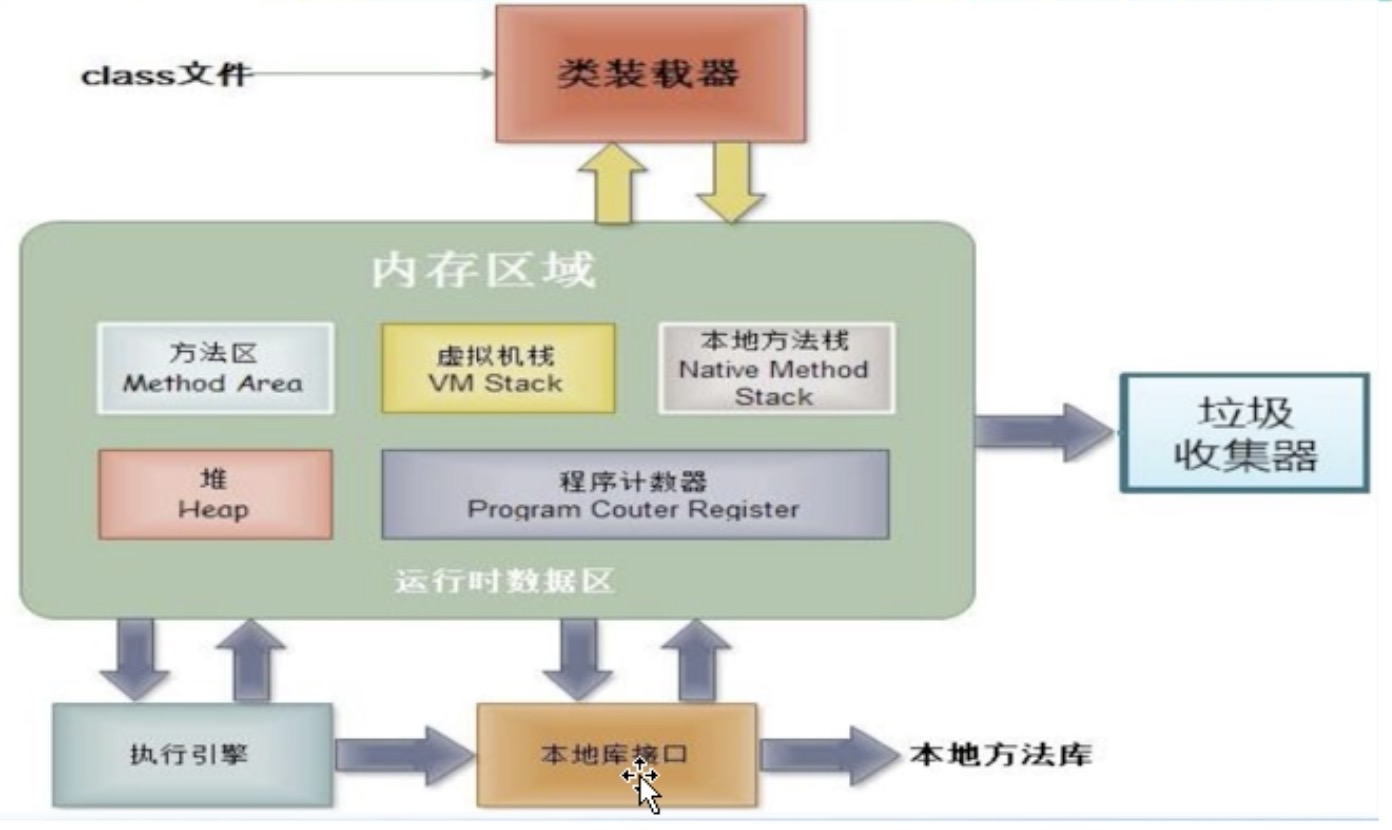 class文件
类装载器
内存区域
方法区
Method Area
虚拟机栈
VM Stack
本地方法栈
Native Method
Stack
堆
Heap
程序计数器
Program Couter Register
运行时数据区
垃圾
收集器
执行引擎
本地库接口
本地方法库